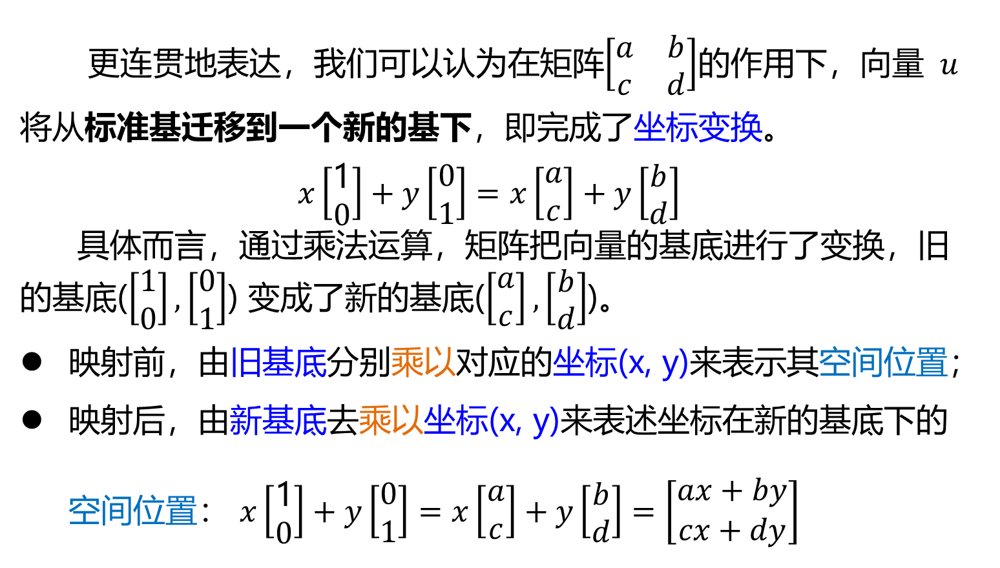 更连贯地表达，我们可以认为在矩阵$\begin{bmatrix} a & b \\ c & d \end{bmatrix}$的作用下，向量 $u$
将从标准基迁移到一个新的基下，即完成了坐标变换。
$x\begin{bmatrix} 1 \\ 0 \end{bmatrix} + y\begin{bmatrix} 0 \\ 1 \end{bmatrix} = x\begin{bmatrix} a \\ c \end{bmatrix} + y\begin{bmatrix} b \\ d \end{bmatrix}$
具体而言，通过乘法运算，矩阵把向量的基底进行了变换，旧
的基底($\begin{bmatrix} 1 \\ 0 \end{bmatrix}$, $\begin{bmatrix} 0 \\ 1 \end{bmatrix}$) 变成了新的基底($\begin{bmatrix} a \\ c \end{bmatrix}$, $\begin{bmatrix} b \\ d \end{bmatrix}$)。
● 映射前，由旧基底分别乘以对应的坐标(x, y)来表示其空间位置；
● 映射后，由新基底去乘以坐标(x, y)来表述坐标在新的基底下的
空间位置： $x\begin{bmatrix} 1 \\ 0 \end{bmatrix} + y\begin{bmatrix} 0 \\ 1 \end{bmatrix} = x\begin{bmatrix} a \\ c \end{bmatrix} + y\begin{bmatrix} b \\ d \end{bmatrix} = \begin{bmatrix} ax + by \\ cx + dy \end{bmatrix}$